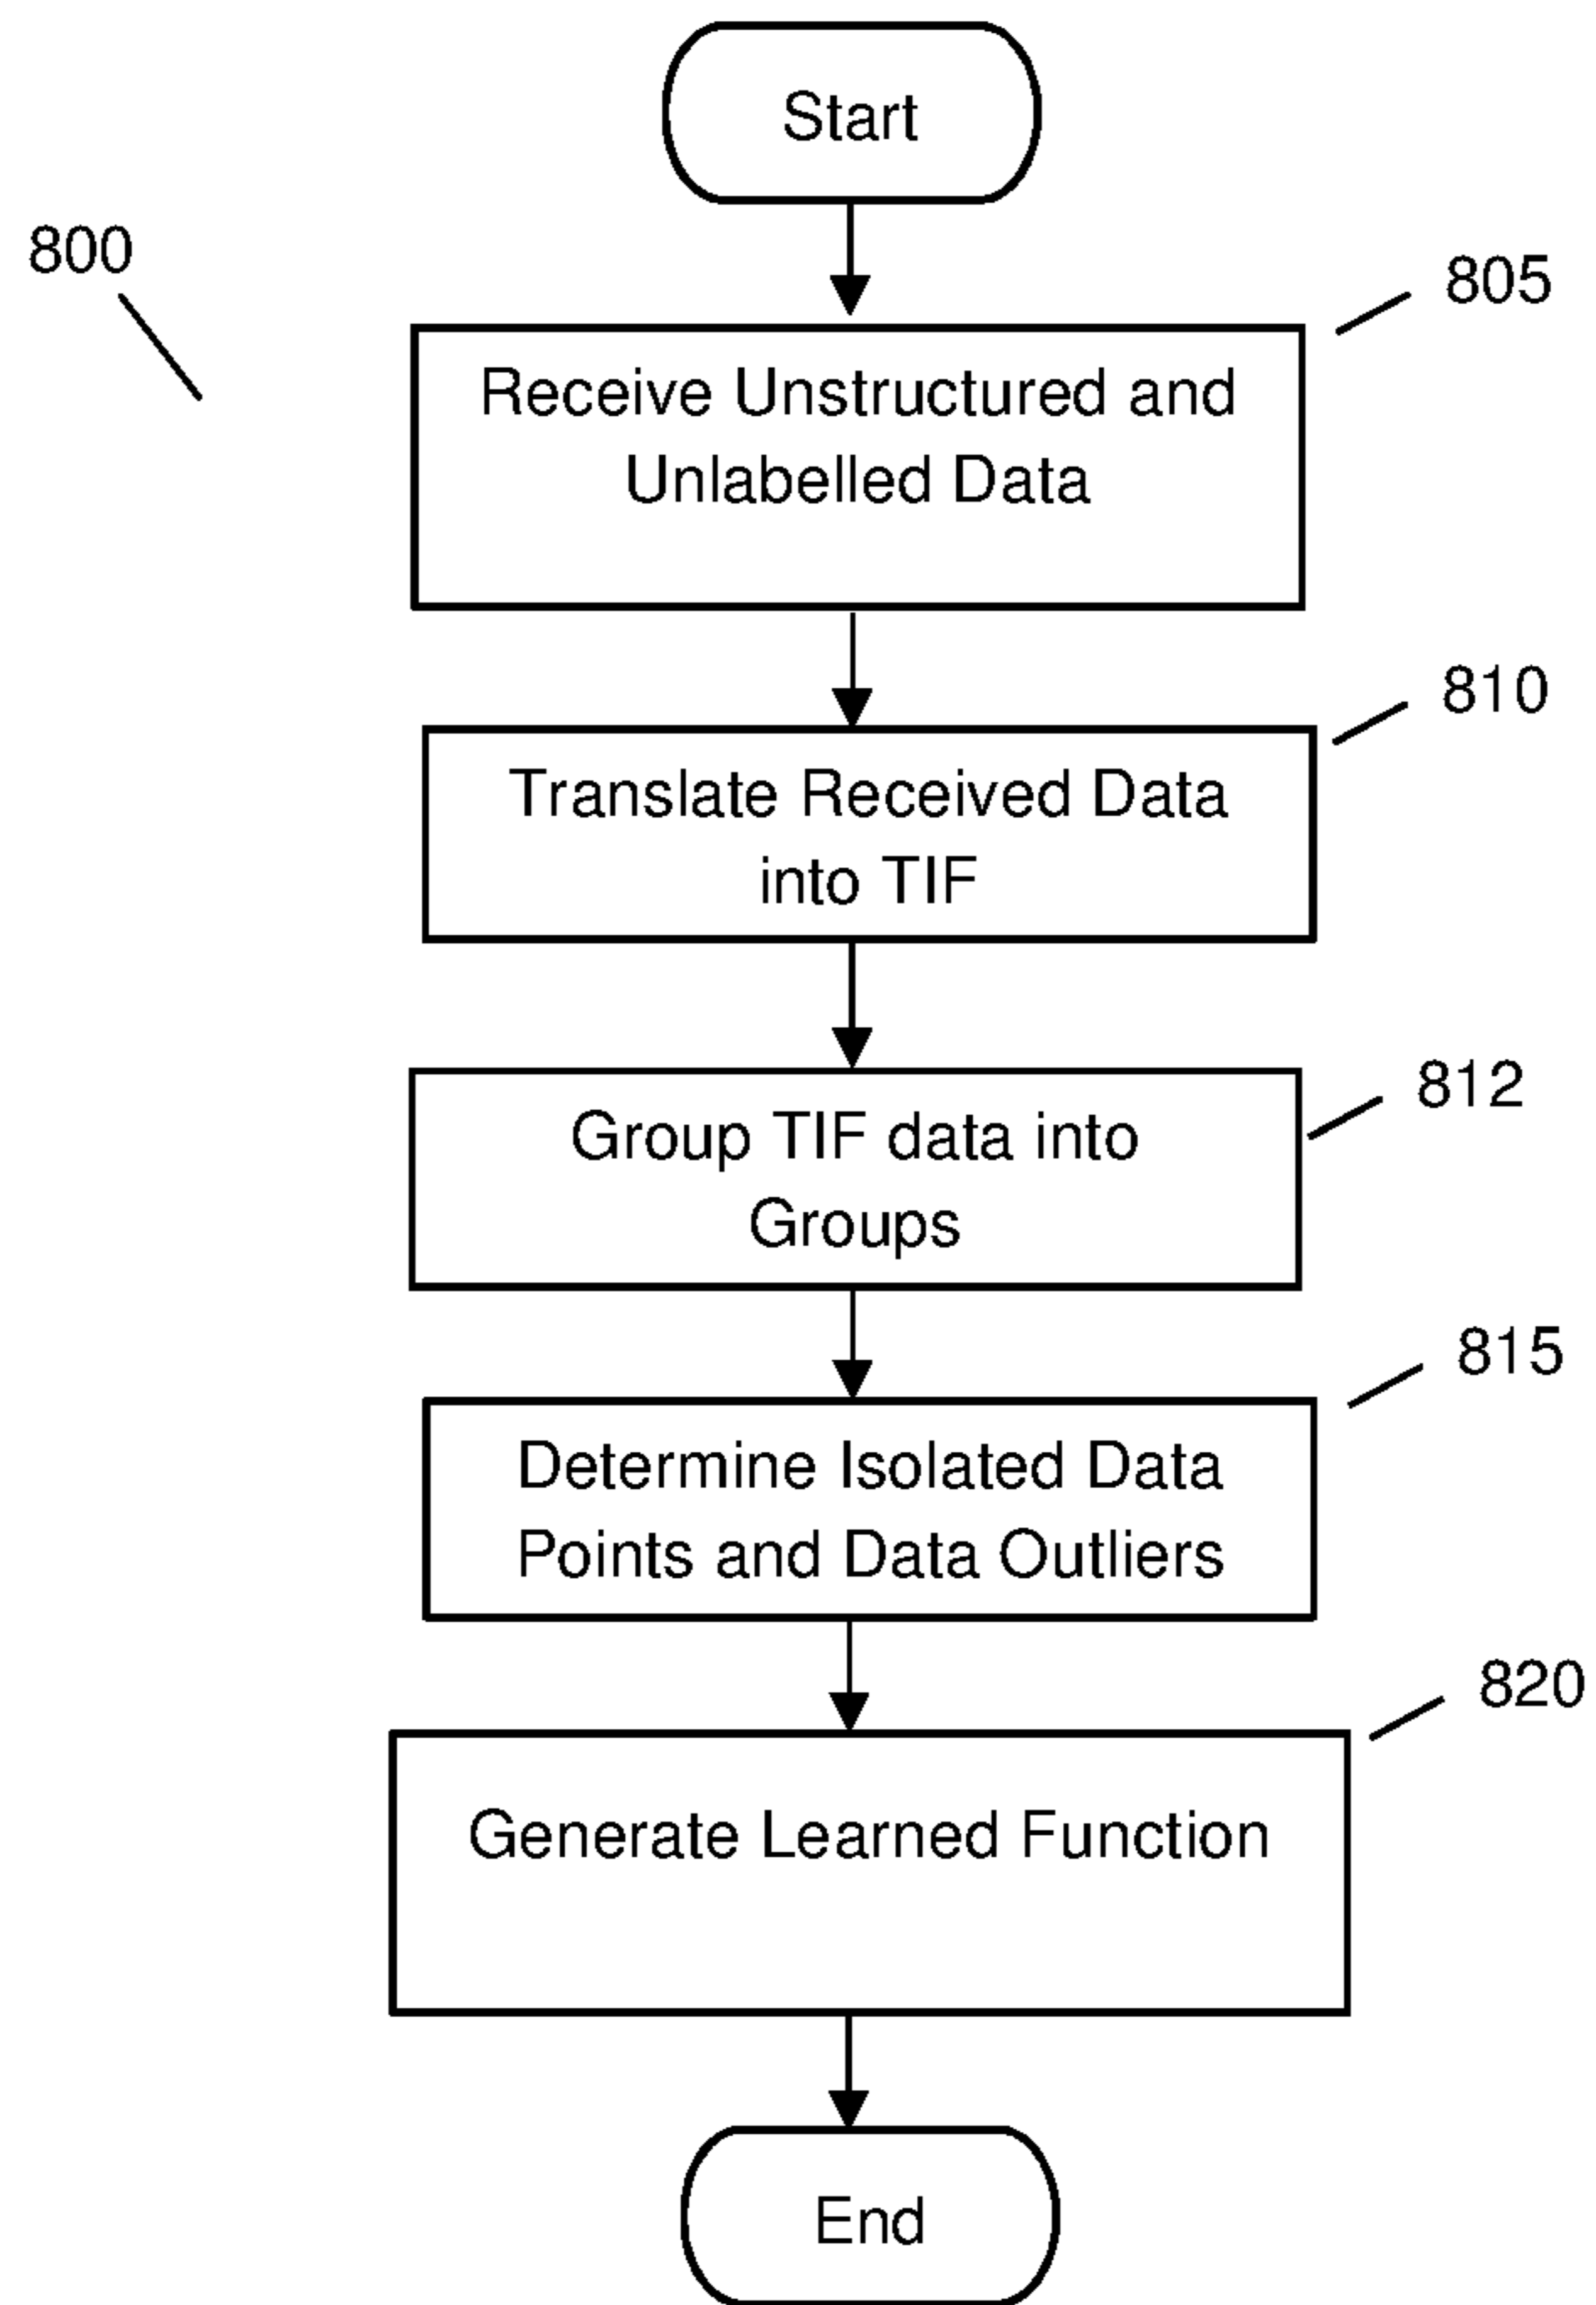 Start
800
805
Receive Unstructured and
Unlabelled Data
810
Translate Received Data
into TIF
812
Group TIF data into
Groups
815
Determine Isolated Data
Points and Data Outliers
820
Generate Learned Function
End